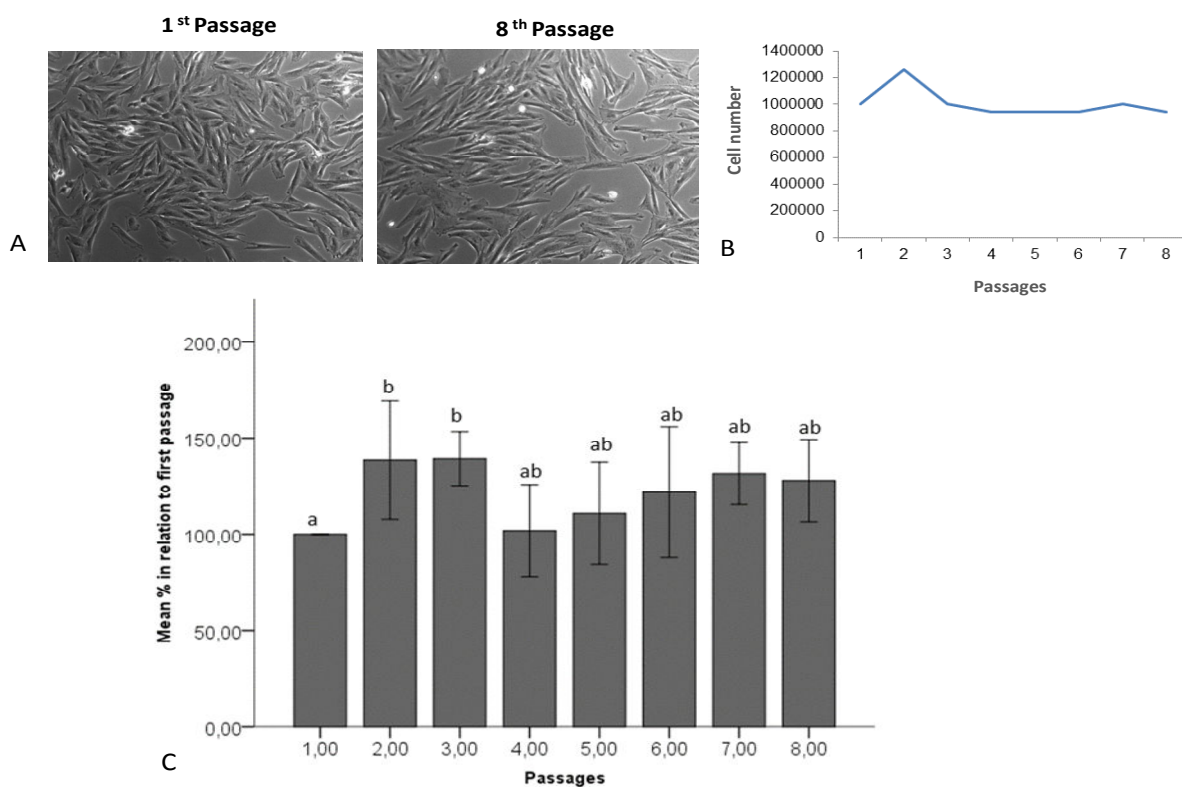 1 st Passage
8 th Passage
A
B
1400000
1200000
1000000
800000
600000
400000
200000
0
Cell number
1 2 3 4 5 6 7 8
Passages
C
200,00
150,00
100,00
50,00
0,00
Mean % in relation to first passage
a b b ab ab ab ab ab
1,00 2,00 3,00 4,00 5,00 6,00 7,00 8,00
Passages